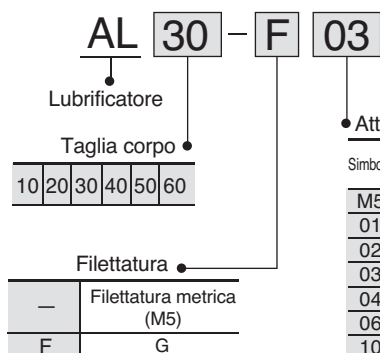 AL 30 – F 03
Lubrificatore
Taglia corpo
10 20 30 40 50 60
Filettatura
— Filettatura metrica
(M5)
F G
01
02
03
04
06
10